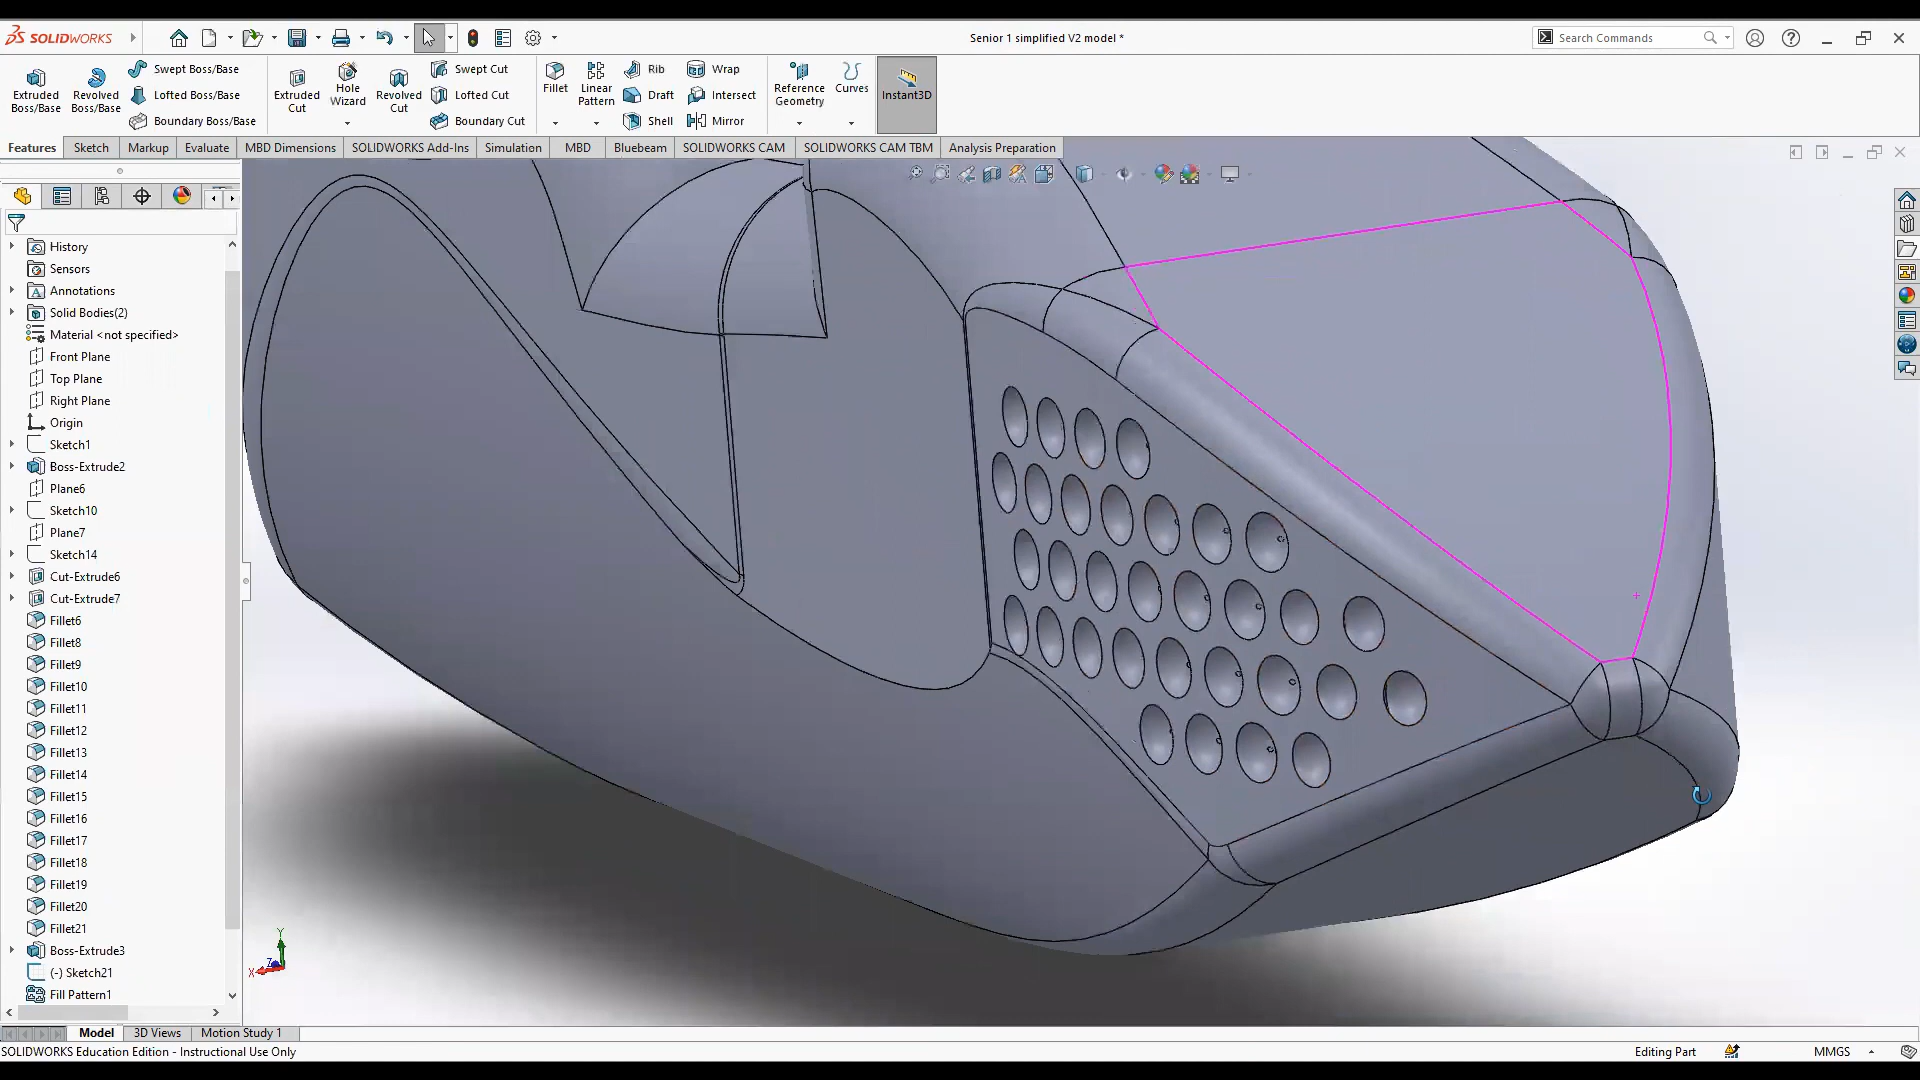 SOLIDWORKS
Senior 1 simplified V2 model *
Search Commands
Extruded Boss/Base
Revolved Boss/Base
Swept Boss/Base
Lofted Boss/Base
Boundary Boss/Base
Extruded Cut
Hole Wizard
Revolved Cut
Swept Cut
Lofted Cut
Boundary Cut
Fillet
Linear Pattern
Rib
Draft
Shell
Wrap
Intersect
Mirror
Reference Geometry
Curves
Instant3D
Features
Sketch
Markup
Evaluate
MBD Dimensions
SOLIDWORKS Add-Ins
Simulation
MBD
Bluebeam
SOLIDWORKS CAM
SOLIDWORKS CAM TBM
Analysis Preparation
History
Sensors
Annotations
Solid Bodies(2)
Material <not specified>
Front Plane
Top Plane
Right Plane
Origin
Sketch1
Boss-Extrude2
Plane6
Sketch10
Plane7
Sketch14
Cut-Extrude6
Cut-Extrude7
Fillet6
Fillet8
Fillet9
Fillet10
Fillet11
Fillet12
Fillet13
Fillet14
Fillet15
Fillet16
Fillet17
Fillet18
Fillet19
Fillet20
Fillet21
Boss-Extrude3
(-) Sketch21
Fill Pattern1
Y
X
Z
Model
3D Views
Motion Study 1
SOLIDWORKS Education Edition - Instructional Use Only
Editing Part
MMGS